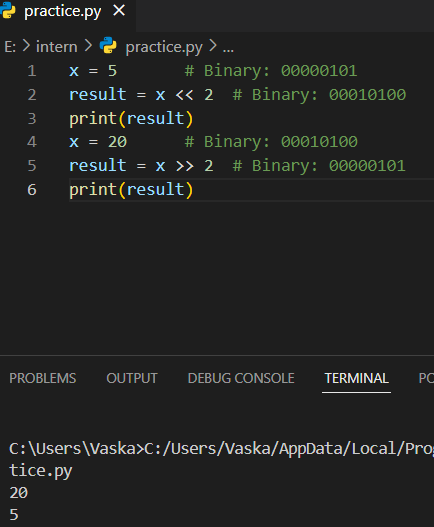 practice.py ×
E: > intern > practice.py > ...
1 x = 5       # Binary: 00000101
2 result = x << 2  # Binary: 00010100
3 print(result)
4 x = 20      # Binary: 00010100
5 result = x >> 2  # Binary: 00000101
6 print(result)
PROBLEMS OUTPUT DEBUG CONSOLE TERMINAL PO
C:\Users\Vaska>C:/Users/Vaska/AppData/Local/Prog
tice.py
20
5